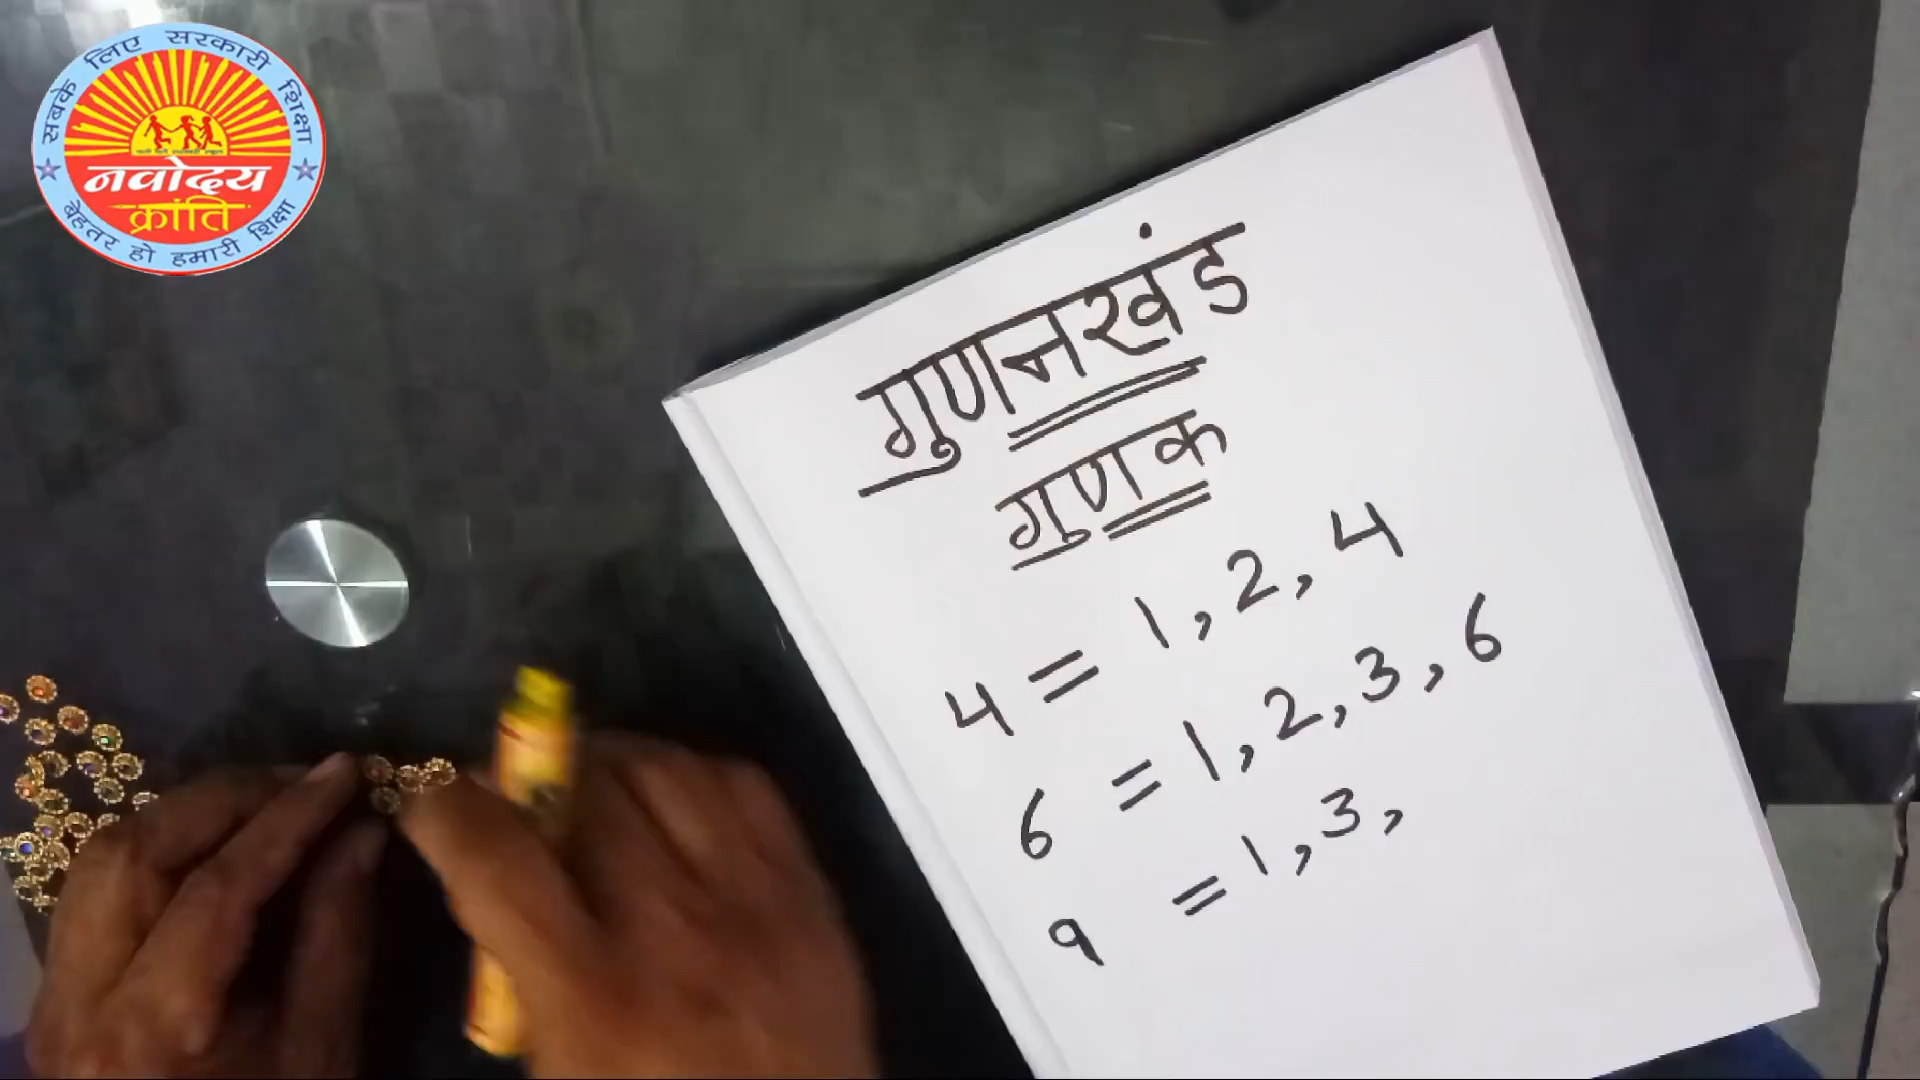 सबके लिए सरकारी शिक्षा
नवोदय
क्रांति
बेहतर हो हमारी शिक्षा
गुणनखंड
गुणक
4 = 1, 2, 4
6 = 1, 2, 3, 6
9 = 1, 3,